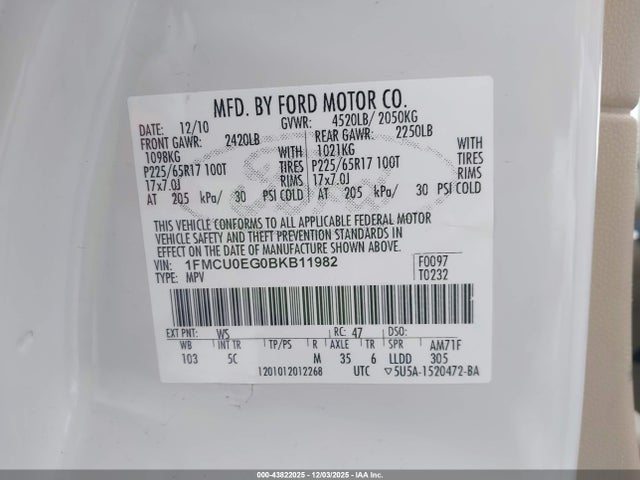 MFD. BY FORD MOTOR CO.
DATE: 12/10 GVWR: 4520LB/ 2050KG
FRONT GAWR: 2420LB REAR GAWR: 2250LB
1098KG WITH 1021KG WITH
P225/65R17 100T TIRES P225/65R17 100T TIRES
17x7.0J RIMS 17x7.0J RIMS
AT 205 kPa/ 30 PSI COLD AT 205 kPa/ 30 PSI COLD
THIS VEHICLE CONFORMS TO ALL APPLICABLE FEDERAL MOTOR
VEHICLE SAFETY AND THEFT PREVENTION STANDARDS IN
EFFECT ON THE DATE OF MANUFACTURE SHOWN ABOVE.
VIN: 1FMCU0EG0BKB11982 F0097
TYPE: MPV T0232
EXT PNT: WS RC: 47 DSO:
WB INT TR TP/PS R AXLE TR SPR AM71F
103 5C M 35 6 LLDD 305
1201012012268 UTC ▽5U5A-1520472-BA
000-43822025 - 12/03/2025 - IAA Inc.